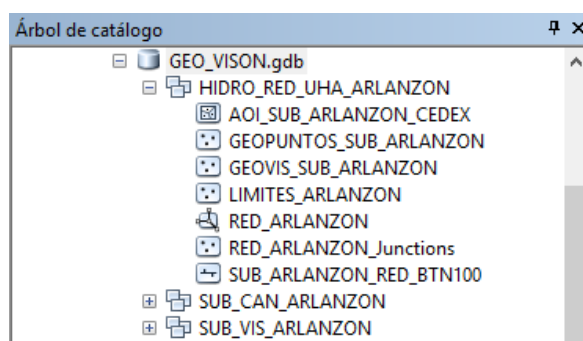 Árbol de catálogo
GEO_VISON.gdb
HIDRO_RED_UHA_ARLANZON
AOI_SUB_ARLANZON_CEDEX
GEOPUNTOS_SUB_ARLANZON
GEOVIS_SUB_ARLANZON
LIMITES_ARLANZON
RED_ARLANZON
RED_ARLANZON_Junctions
SUB_ARLANZON_RED_BTN100
SUB_CAN_ARLANZON
SUB_VIS_ARLANZON